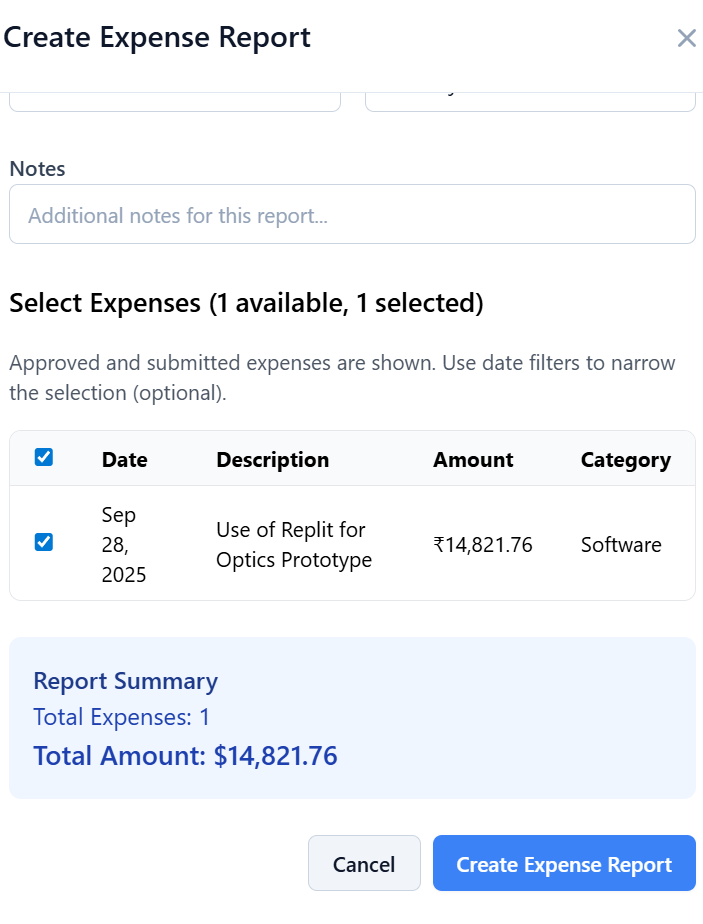 Create Expense Report
Notes
Additional notes for this report...
Select Expenses (1 available, 1 selected)
Approved and submitted expenses are shown. Use date filters to narrow
the selection (optional).
Date Description Amount Category
Sep
28,
2025
Use of Replit for
Optics Prototype
₹14,821.76
Software
Report Summary
Total Expenses: 1
Total Amount: $14,821.76
Cancel
Create Expense Report